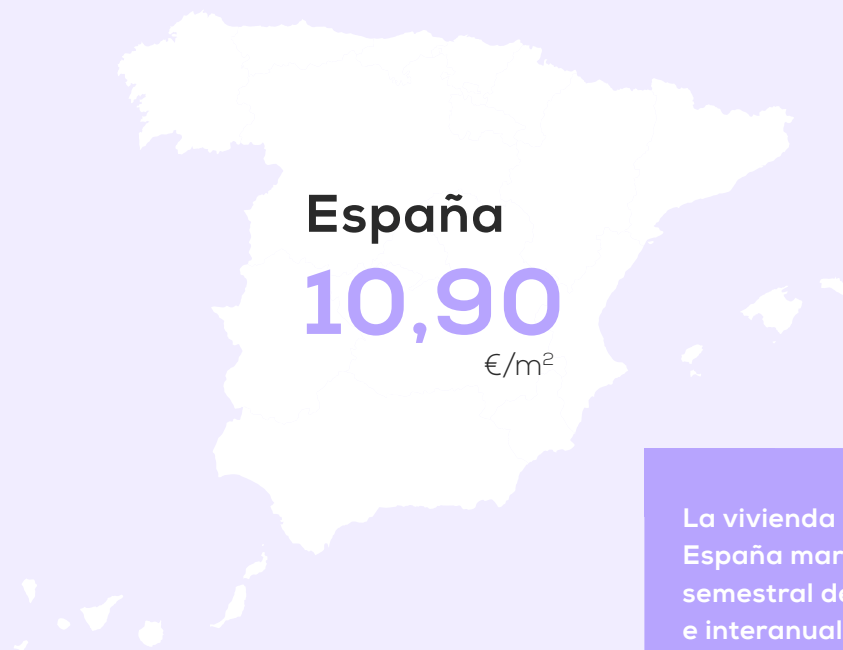 España
10,90
€/m²
La vivienda
España mar
semestral de
e interanual